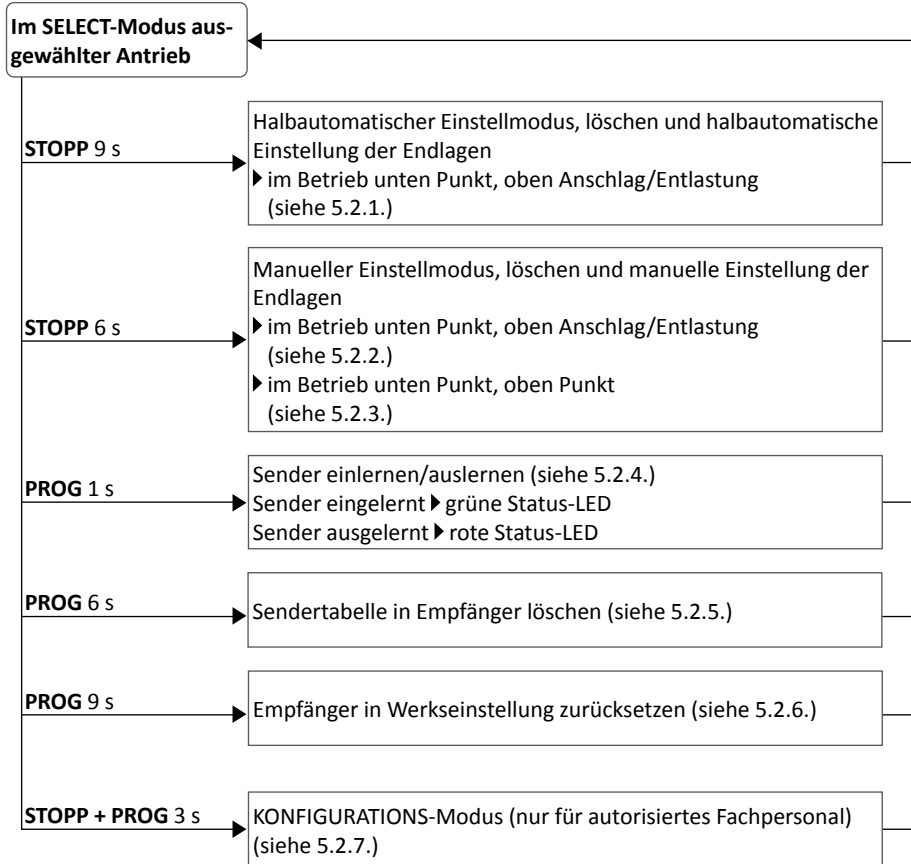 Im SELECT-Modus aus-
gewählter Antrieb
STOPP 9 s
Halbautomatischer Einstellmodus, löschen und halbautomatische
Einstellung der Endlagen
im Betrieb unten Punkt, oben Anschlag/Entlastung
(siehe 5.2.1.)
STOPP 6 s
Manueller Einstellmodus, löschen und manuelle Einstellung der
Endlagen
im Betrieb unten Punkt, oben Anschlag/Entlastung
(siehe 5.2.2.)
im Betrieb unten Punkt, oben Punkt
(siehe 5.2.3.)
PROG 1 s
Sender einlernen/auslernen (siehe 5.2.4.)
Sender eingelernt grüne Status-LED
Sender ausgelernt rote Status-LED
PROG 6 s
Sendertabelle in Empfänger löschen (siehe 5.2.5.)
PROG 9 s
Empfänger in Werkseinstellung zurücksetzen (siehe 5.2.6.)
STOPP + PROG 3 s
KONFIGURATIONS-Modus (nur für autorisiertes Fachpersonal)
(siehe 5.2.7.)